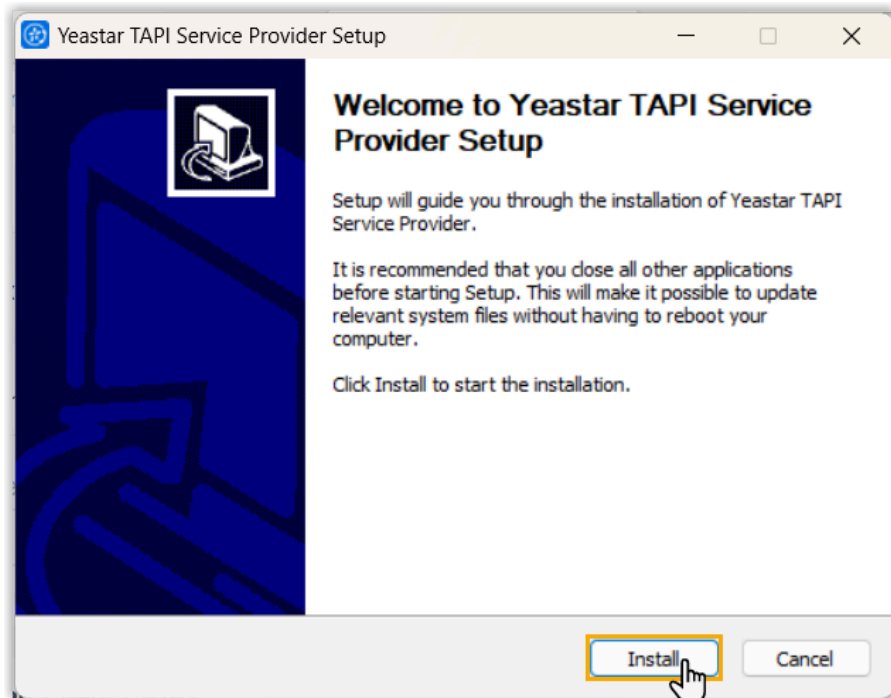 Yeastar TAPI Service Provider Setup
Welcome to Yeastar TAPI Service
Provider Setup
Setup will guide you through the installation of Yeastar TAPI
Service Provider.
It is recommended that you close all other applications
before starting Setup. This will make it possible to update
relevant system files without having to reboot your
computer.
Click Install to start the installation.
Install
Cancel